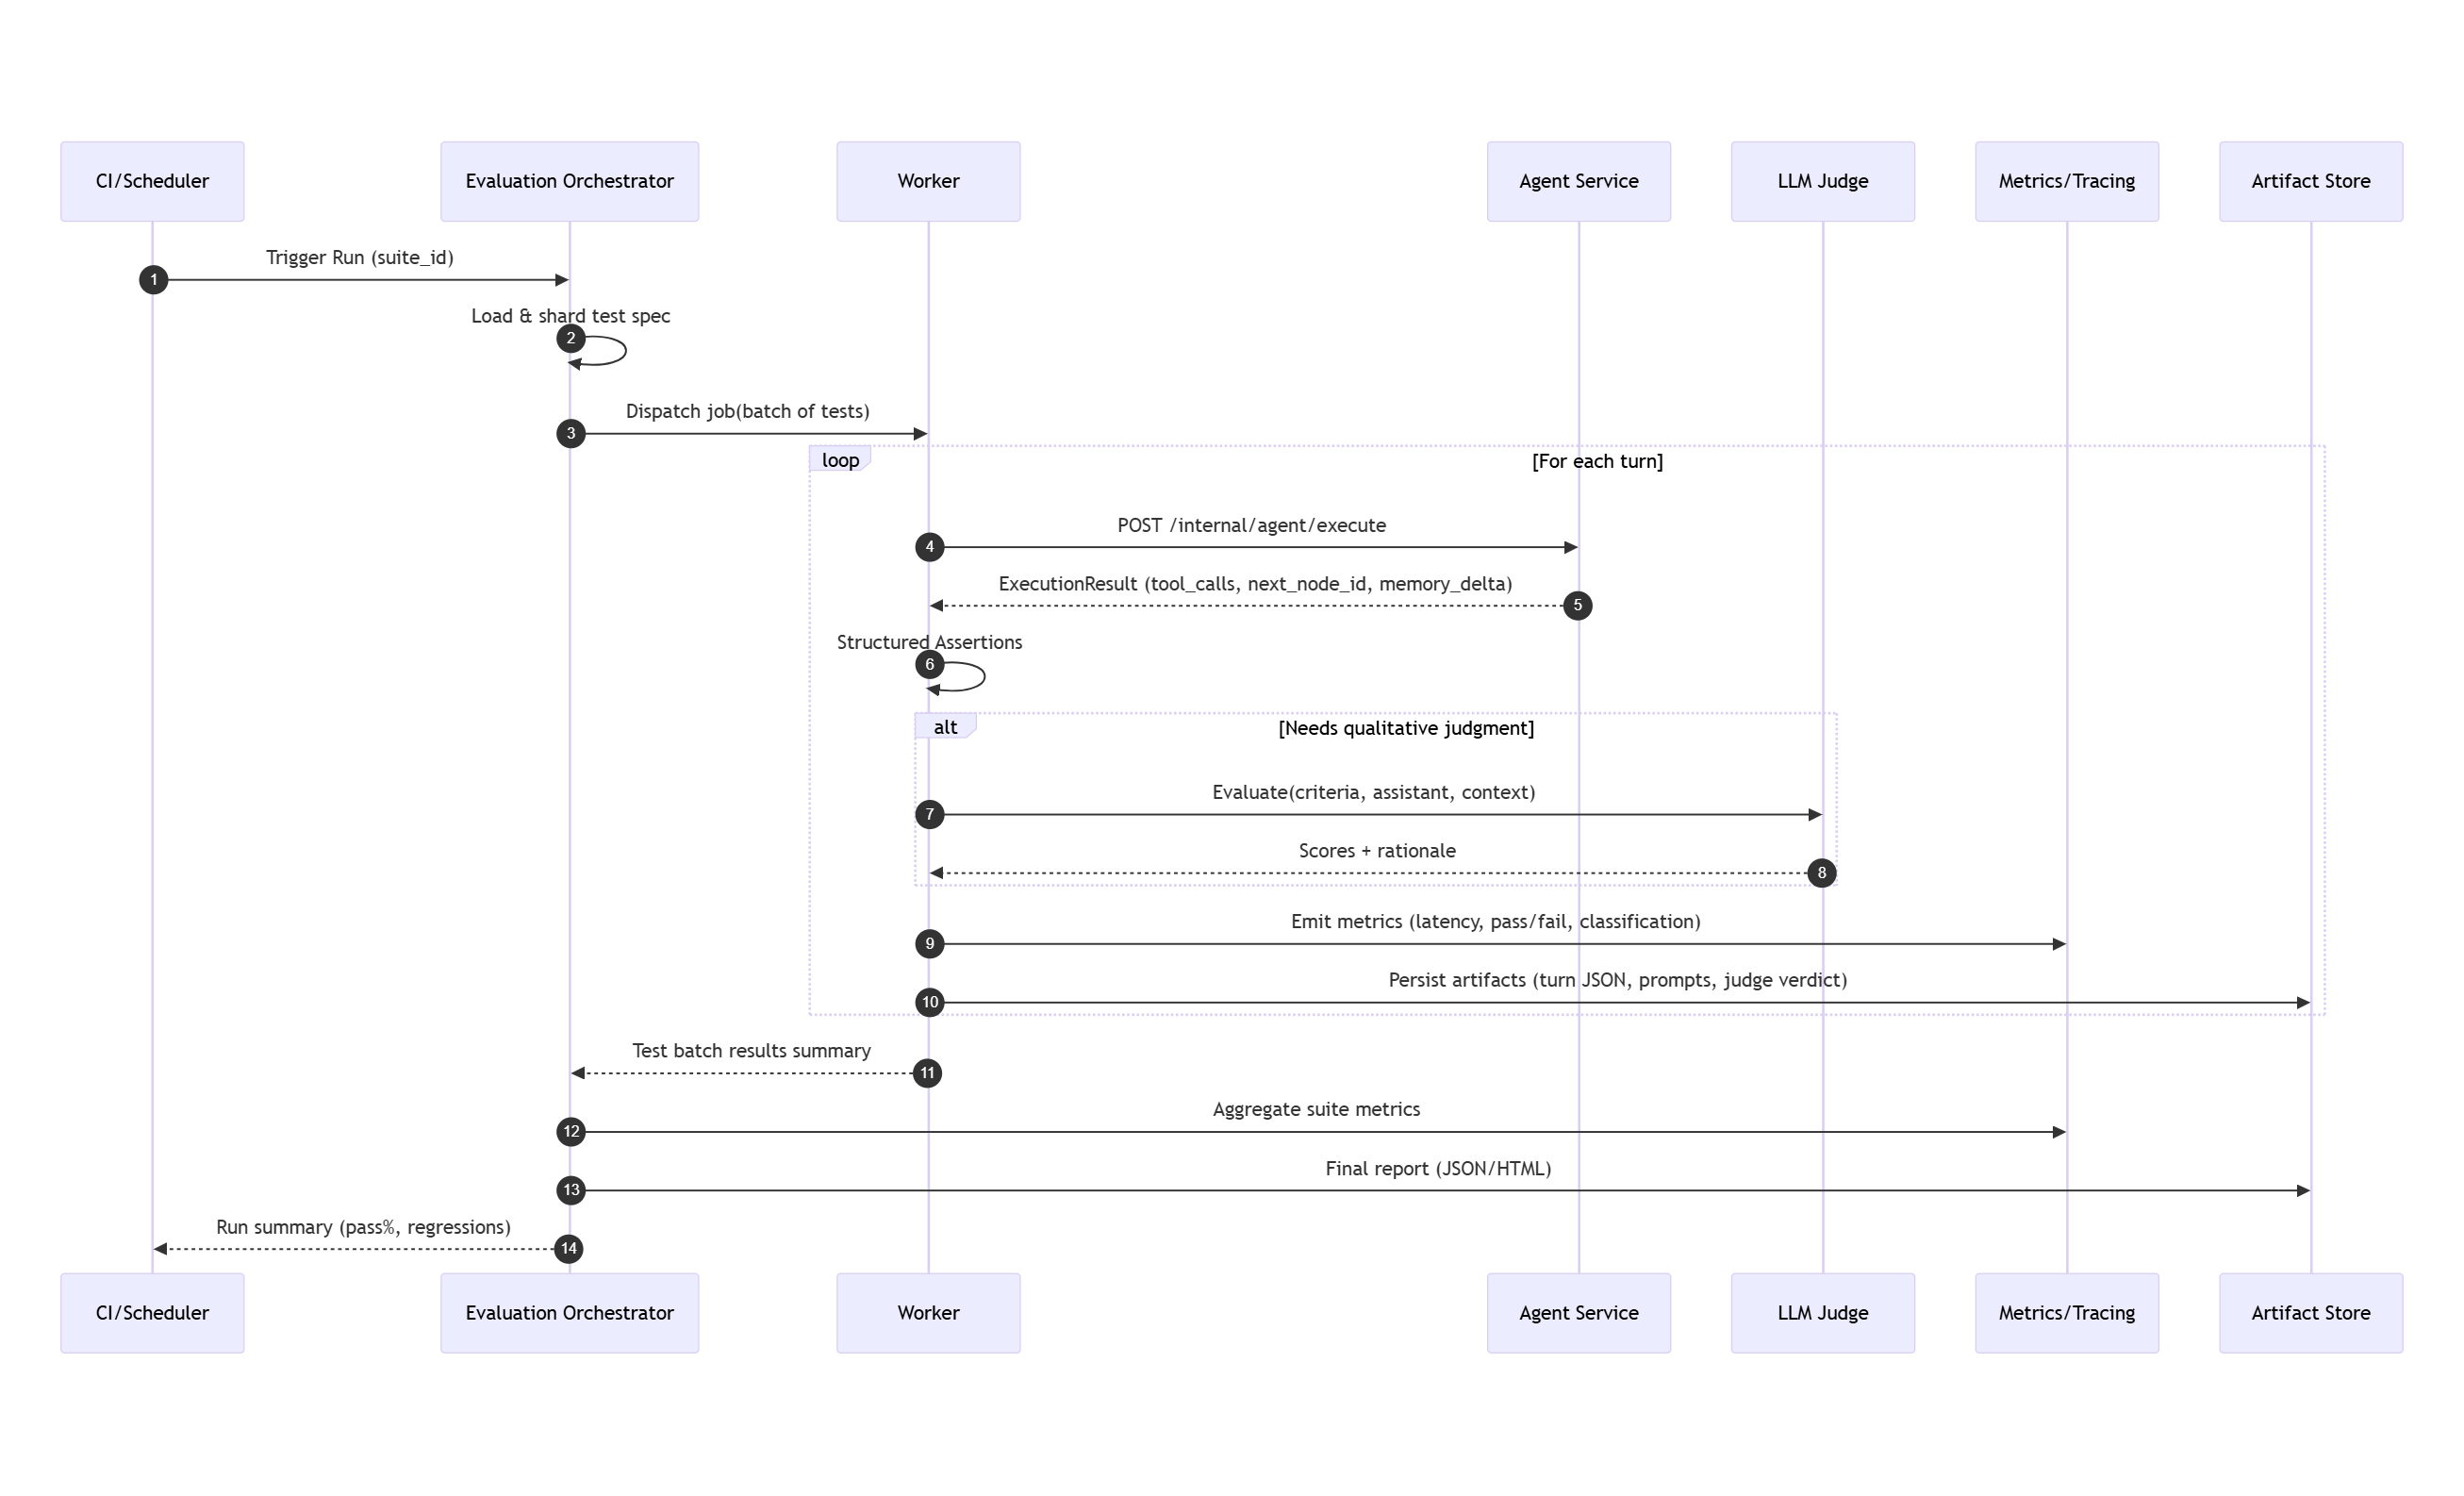 CI/Scheduler
Evaluation Orchestrator
Worker
Agent Service
LLM Judge
Metrics/Tracing
Artifact Store
Trigger Run (suite_id)
1
Load & shard test spec
2
Dispatch job(batch of tests)
3
loop
[For each turn]
POST /internal/agent/execute
4
ExecutionResult (tool_calls, next_node_id, memory_delta)
5
Structured Assertions
6
alt
[Needs qualitative judgment]
Evaluate(criteria, assistant, context)
7
Scores + rationale
8
Emit metrics (latency, pass/fail, classification)
9
Persist artifacts (turn JSON, prompts, judge verdict)
10
Test batch results summary
11
Aggregate suite metrics
12
Final report (JSON/HTML)
13
Run summary (pass%, regressions)
14
CI/Scheduler
Evaluation Orchestrator
Worker
Agent Service
LLM Judge
Metrics/Tracing
Artifact Store